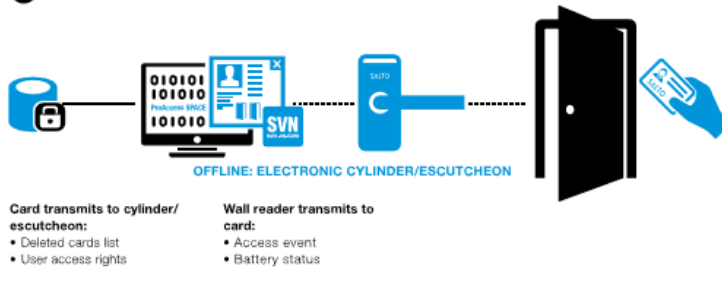 010101
101010
ProAccess SPACE
101010
SVN
SALTO
SALTO
OFFLINE: ELECTRONIC CYLINDER/ESCUTCHEON
Card transmits to cylinder/
escutcheon:
• Deleted cards list
• User access rights
Wall reader transmits to
card:
• Access event
• Battery status